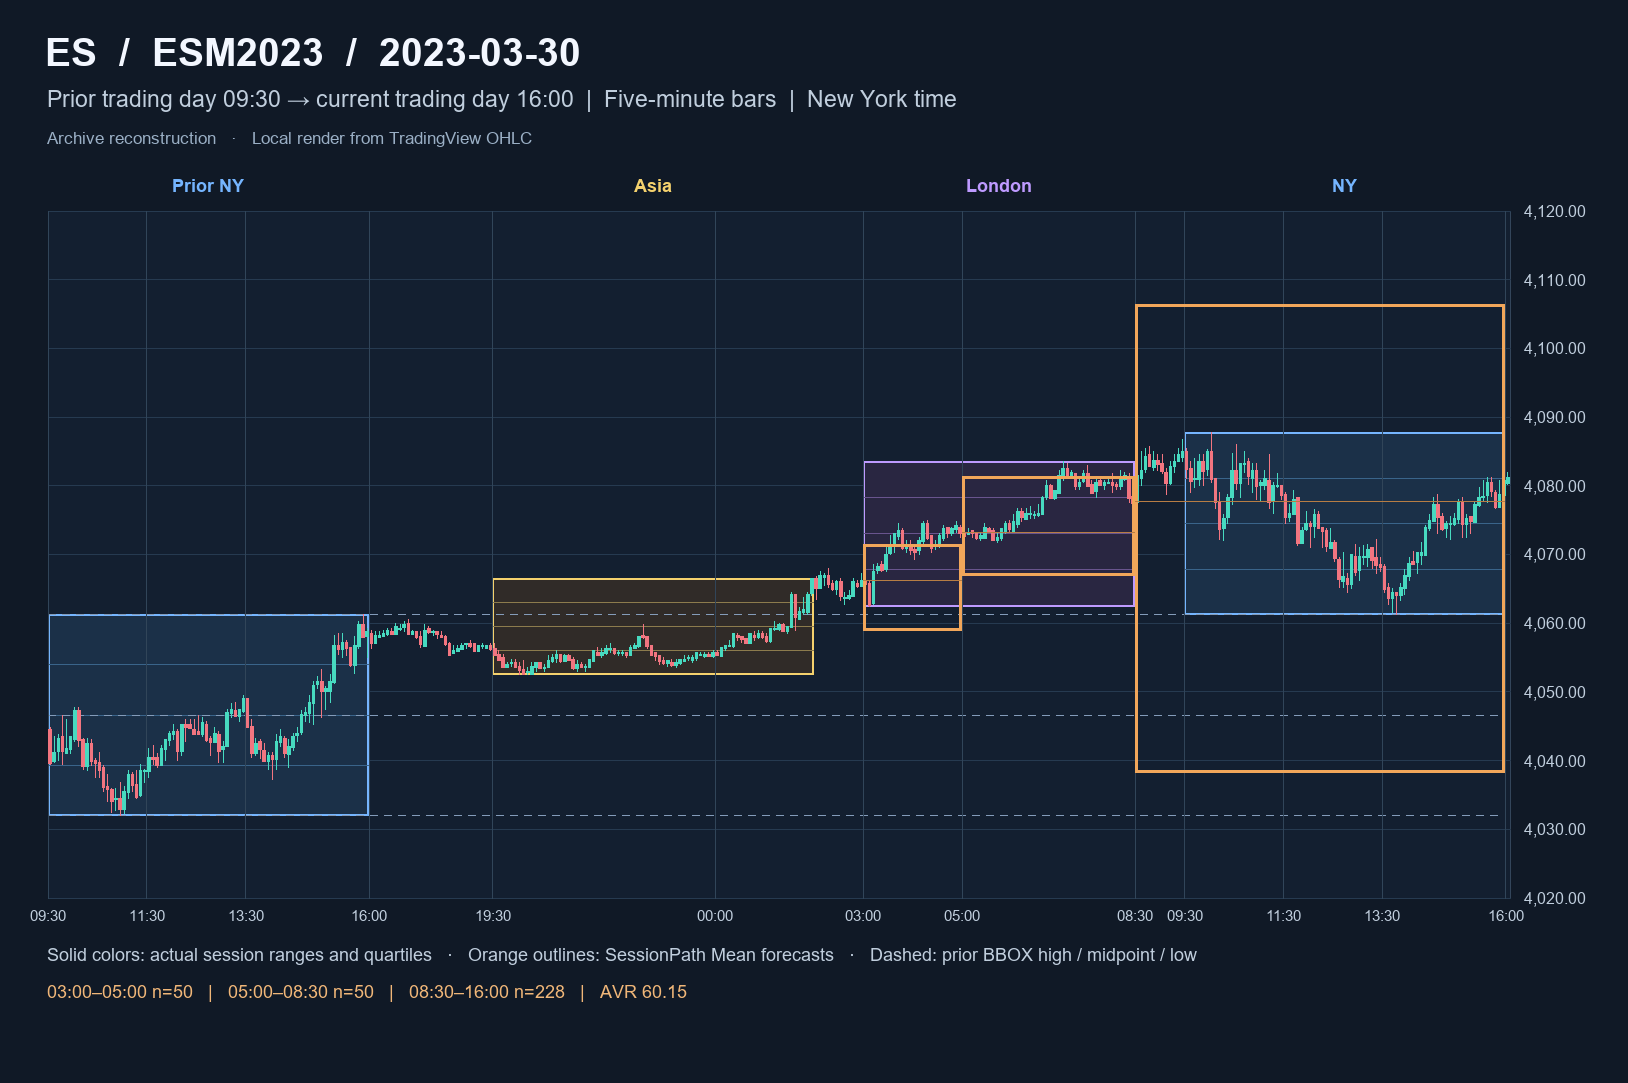 ES / ESM2023 / 2023-03-30
Prior trading day 09:30 → current trading day 16:00 | Five-minute bars | New York time
Archive reconstruction · Local render from TradingView OHLC
Prior NY Asia London NY
4,120.00
4,110.00
4,100.00
4,090.00
4,080.00
4,070.00
4,060.00
4,050.00
4,040.00
4,030.00
4,020.00
09:30 11:30 13:30 16:00 19:30 00:00 03:00 05:00 08:30 09:30 11:30 13:30 16:00
Solid colors: actual session ranges and quartiles · Orange outlines: SessionPath Mean forecasts · Dashed: prior BBOX high / midpoint / low
03:00–05:00 n=50 | 05:00–08:30 n=50 | 08:30–16:00 n=228 | AVR 60.15